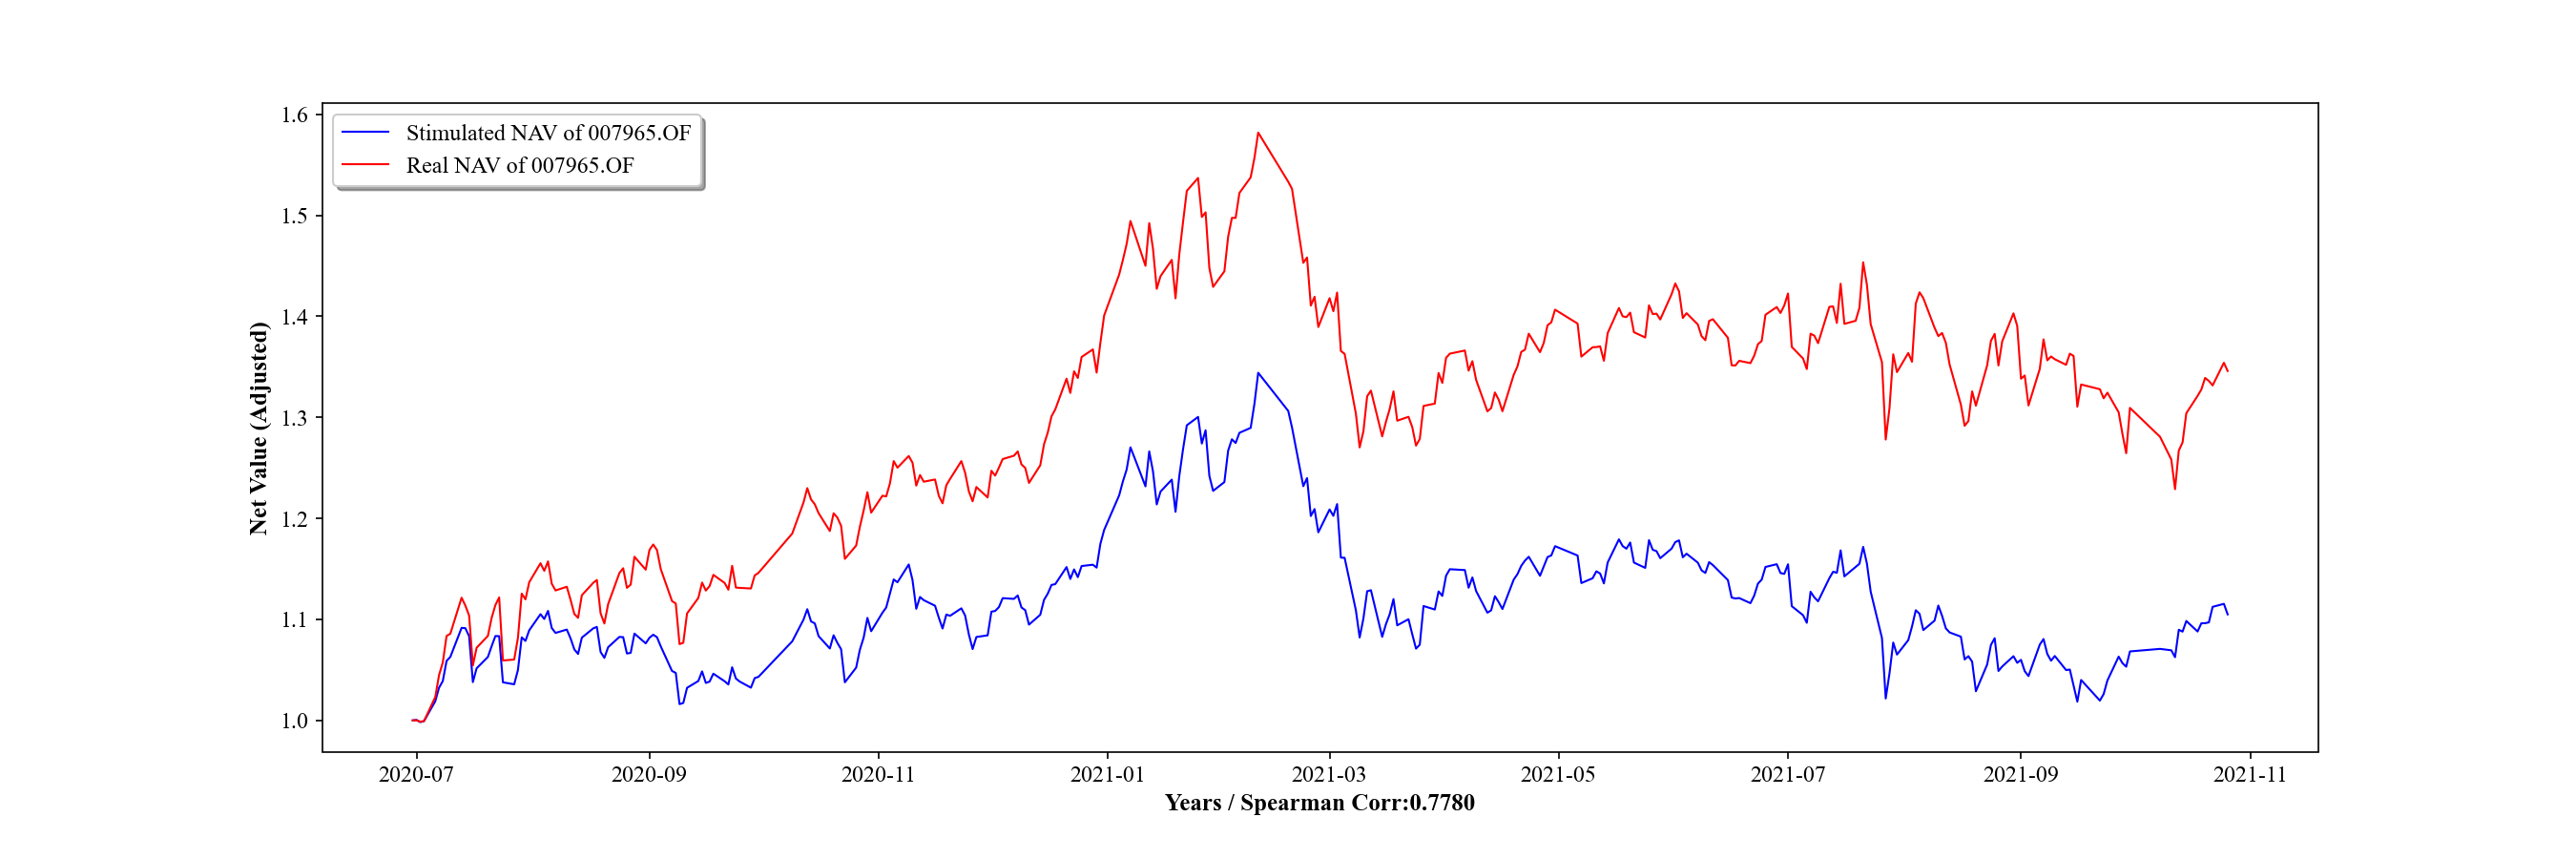 Stimulated NAV of 007965.OF
Real NAV of 007965.OF
Net Value (Adjusted)
1.6
1.5
1.4
1.3
1.2
1.1
1.0
2020-07 2020-09 2020-11 2021-01 2021-03 2021-05 2021-07 2021-09 2021-11
Years / Spearman Corr:0.7780